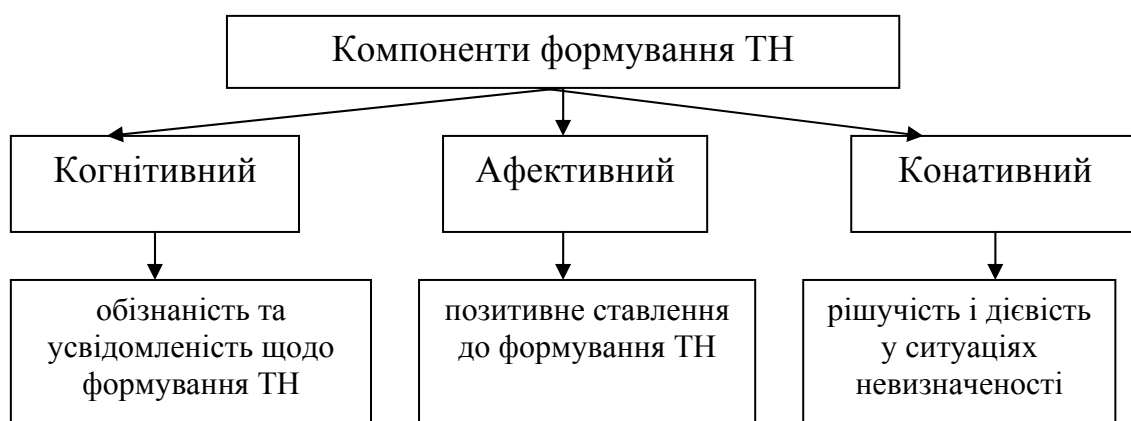 Компоненти формування ТН
Когнітивний
Афективний
Конативний
обізнаність та
усвідомленість щодо
формування ТН
позитивне ставлення
до формування ТН
рішучість і дієвість
у ситуаціях
невизначеності